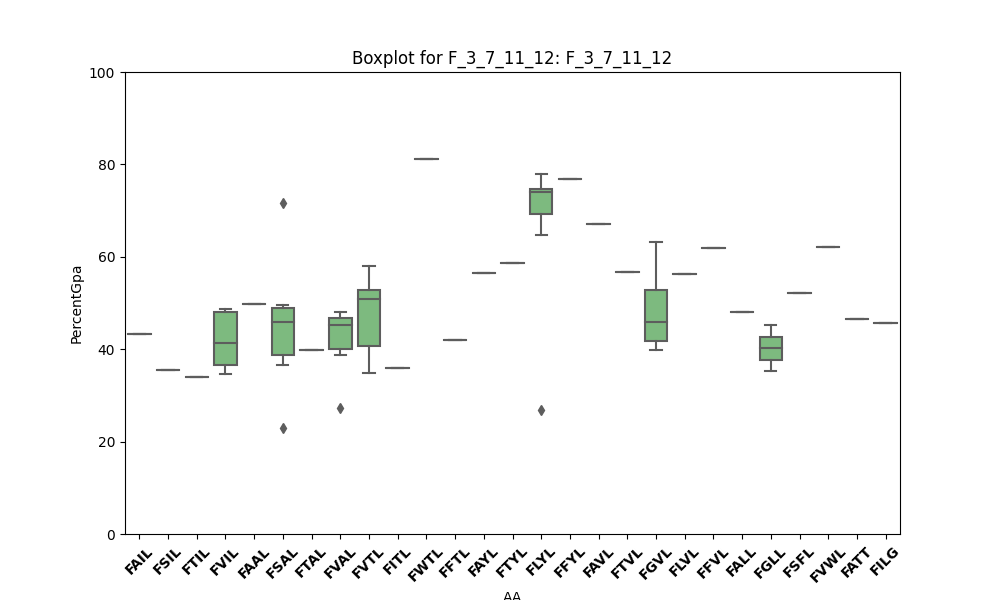 Boxplot for F_3_7_11_12: F_3_7_11_12
100
80
60
40
20
0
PercentGpa
FAIL FSIL FTIL FVIL FAAL FSAL FTAL FVAL FVTL FITL FWTL FFTL FAYL FTYL FLYL FFYL FAVL FTVL FGVL FLVL FFVL FALL FGLL FSFL FVWL FATT FILG
AA